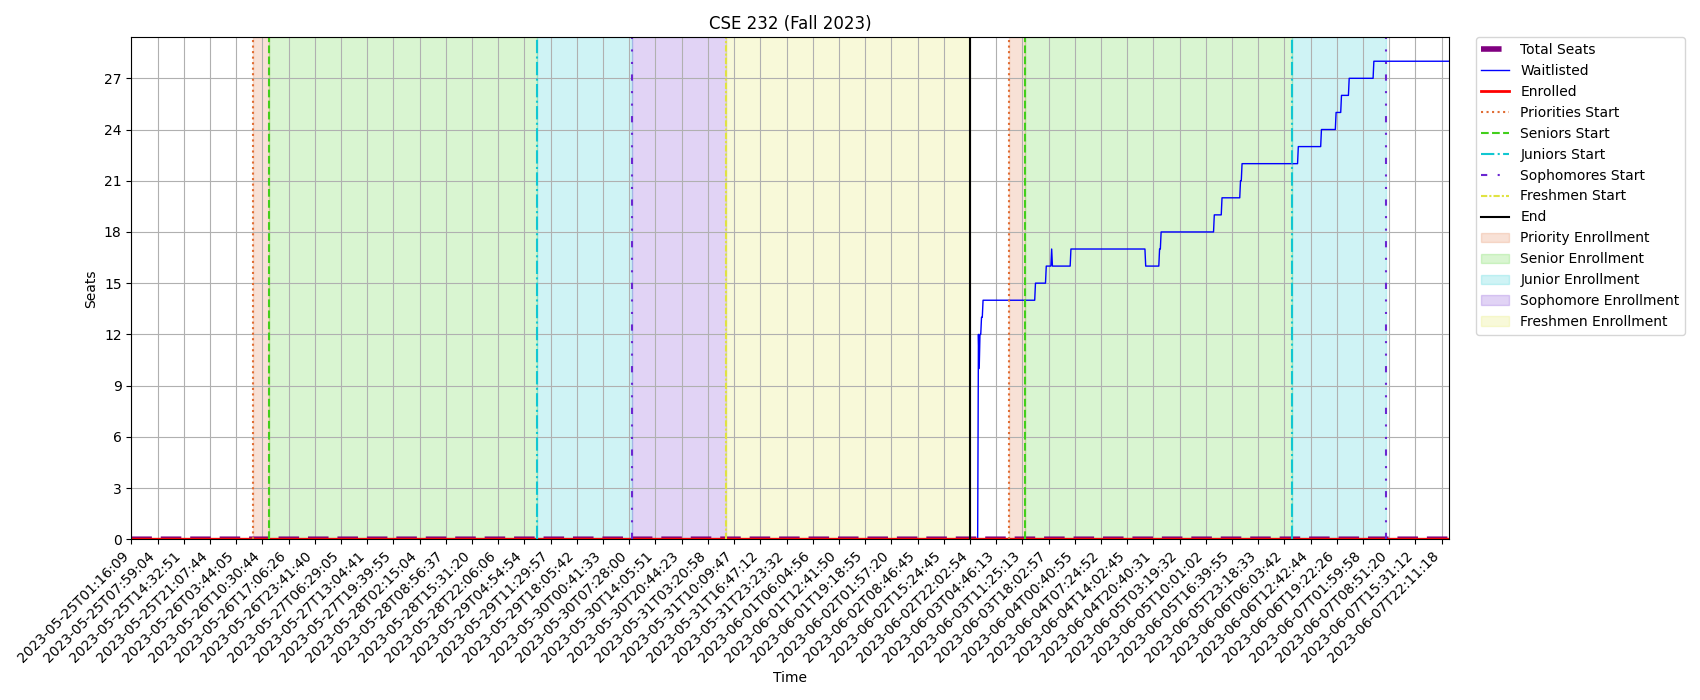 CSE 232 (Fall 2023)
Seats
27
24
21
18
15
12
9
6
3
0
2023-05-25T01:16:09
2023-05-25T07:59:04
2023-05-25T14:32:51
2023-05-25T21:07:44
2023-05-26T03:44:05
2023-05-26T10:30:44
2023-05-26T17:06:26
2023-05-26T23:41:40
2023-05-27T06:29:05
2023-05-27T13:04:41
2023-05-27T19:39:55
2023-05-28T02:15:04
2023-05-28T08:56:37
2023-05-28T15:31:20
2023-05-28T22:06:06
2023-05-29T04:54:54
2023-05-29T11:29:57
2023-05-29T18:05:42
2023-05-30T00:41:33
2023-05-30T07:28:00
2023-05-30T14:05:51
2023-05-30T20:44:23
2023-05-31T03:20:58
2023-05-31T10:09:47
2023-05-31T16:47:12
2023-05-31T23:23:32
2023-06-01T06:04:56
2023-06-01T12:41:50
2023-06-01T19:18:55
2023-06-02T01:57:20
2023-06-02T08:46:45
2023-06-02T15:24:45
2023-06-02T22:02:54
2023-06-03T04:46:13
2023-06-03T11:25:13
2023-06-03T18:02:57
2023-06-04T00:40:55
2023-06-04T07:24:52
2023-06-04T14:02:45
2023-06-04T20:40:31
2023-06-05T03:19:32
2023-06-05T10:01:02
2023-06-05T16:39:55
2023-06-05T23:18:33
2023-06-06T06:03:42
2023-06-06T12:42:44
2023-06-06T19:22:26
2023-06-07T01:59:58
2023-06-07T08:51:20
2023-06-07T15:31:12
2023-06-07T22:11:18
Time
Total Seats
Waitlisted
Enrolled
Priorities Start
Seniors Start
Juniors Start
Sophomores Start
Freshmen Start
End
Priority Enrollment
Senior Enrollment
Junior Enrollment
Sophomore Enrollment
Freshmen Enrollment